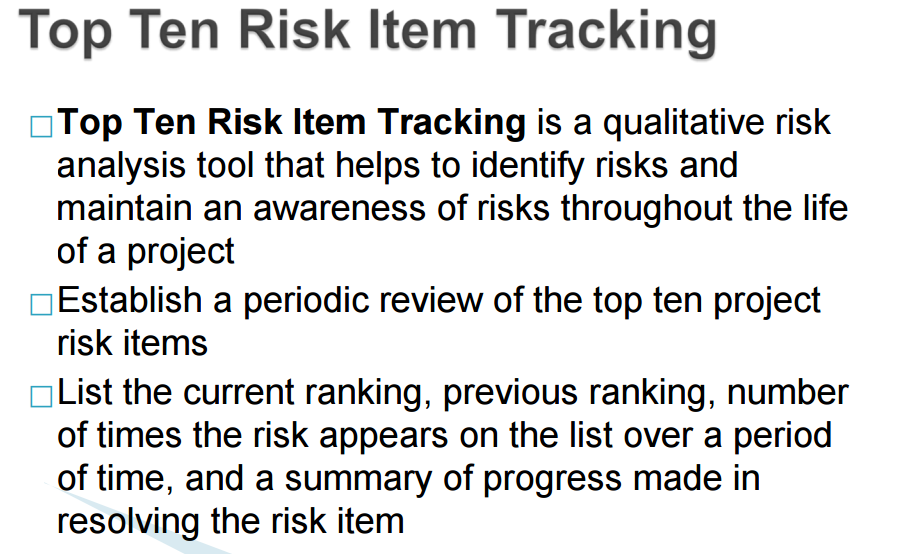 Top Ten Risk Item Tracking
Top Ten Risk Item Tracking is a qualitative risk
analysis tool that helps to identify risks and
maintain an awareness of risks throughout the life
of a project
Establish a periodic review of the top ten project
risk items
List the current ranking, previous ranking, number
of times the risk appears on the list over a period
of time, and a summary of progress made in
resolving the risk item